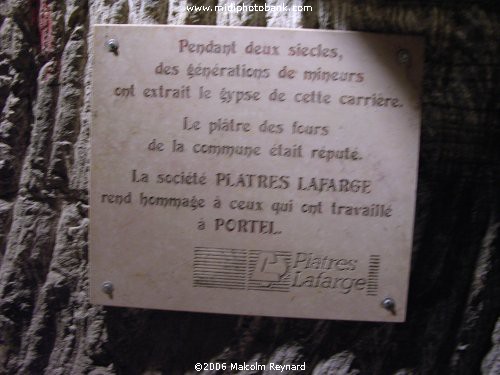 www.midiphotobank.com
Pendant deux siecles,
des générations de mineurs
ont extrait le gypse de cette carrière.
Le plâtre des fours
de la commune était réputé.
La société PLATRES LAFARGE
rend hommage à ceux qui ont travaillé
à PORTEL.
Platres
Lafarge
©2006 Malcolm Reynard